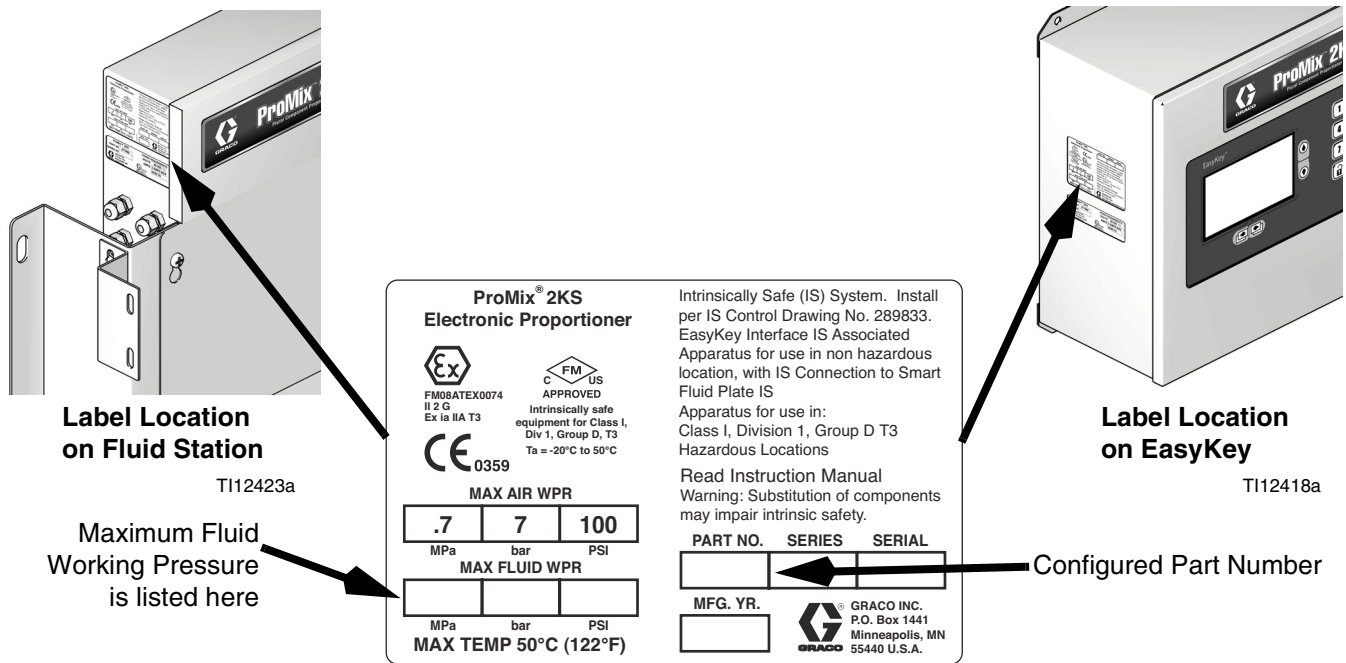 ProMix
GRACO
Label Location
on Fluid Station
TI12423a
Maximum Fluid
Working Pressure
is listed here
ProMix® 2KS
Electronic Proportioner
Ex
FM08ATEX0074
II 2 G
Ex ia IIA T3
C FM US
APPROVED
Intrinsically safe
equipment for Class I,
Div 1, Group D, T3
Ta = -20°C to 50°C
CE 0359
MAX AIR WPR
.7 7 100
MPa bar PSI
MAX FLUID WPR
MPa bar PSI
MAX TEMP 50°C (122°F)
Intrinsically Safe (IS) System. Install
per IS Control Drawing No. 289833.
EasyKey Interface IS Associated
Apparatus for use in non hazardous
location, with IS Connection to Smart
Fluid Plate IS
Apparatus for use in:
Class I, Division 1, Group D T3
Hazardous Locations
Read Instruction Manual
Warning: Substitution of components
may impair intrinsic safety.
PART NO. SERIES SERIAL
MFG. YR.
G ®
GRACO
GRACO INC.
P.O. Box 1441
Minneapolis, MN
55440 U.S.A.
ProMix 2K
GRACO
EasyKey
1
4
7
Label Location
on EasyKey
TI12418a
Configured Part Number